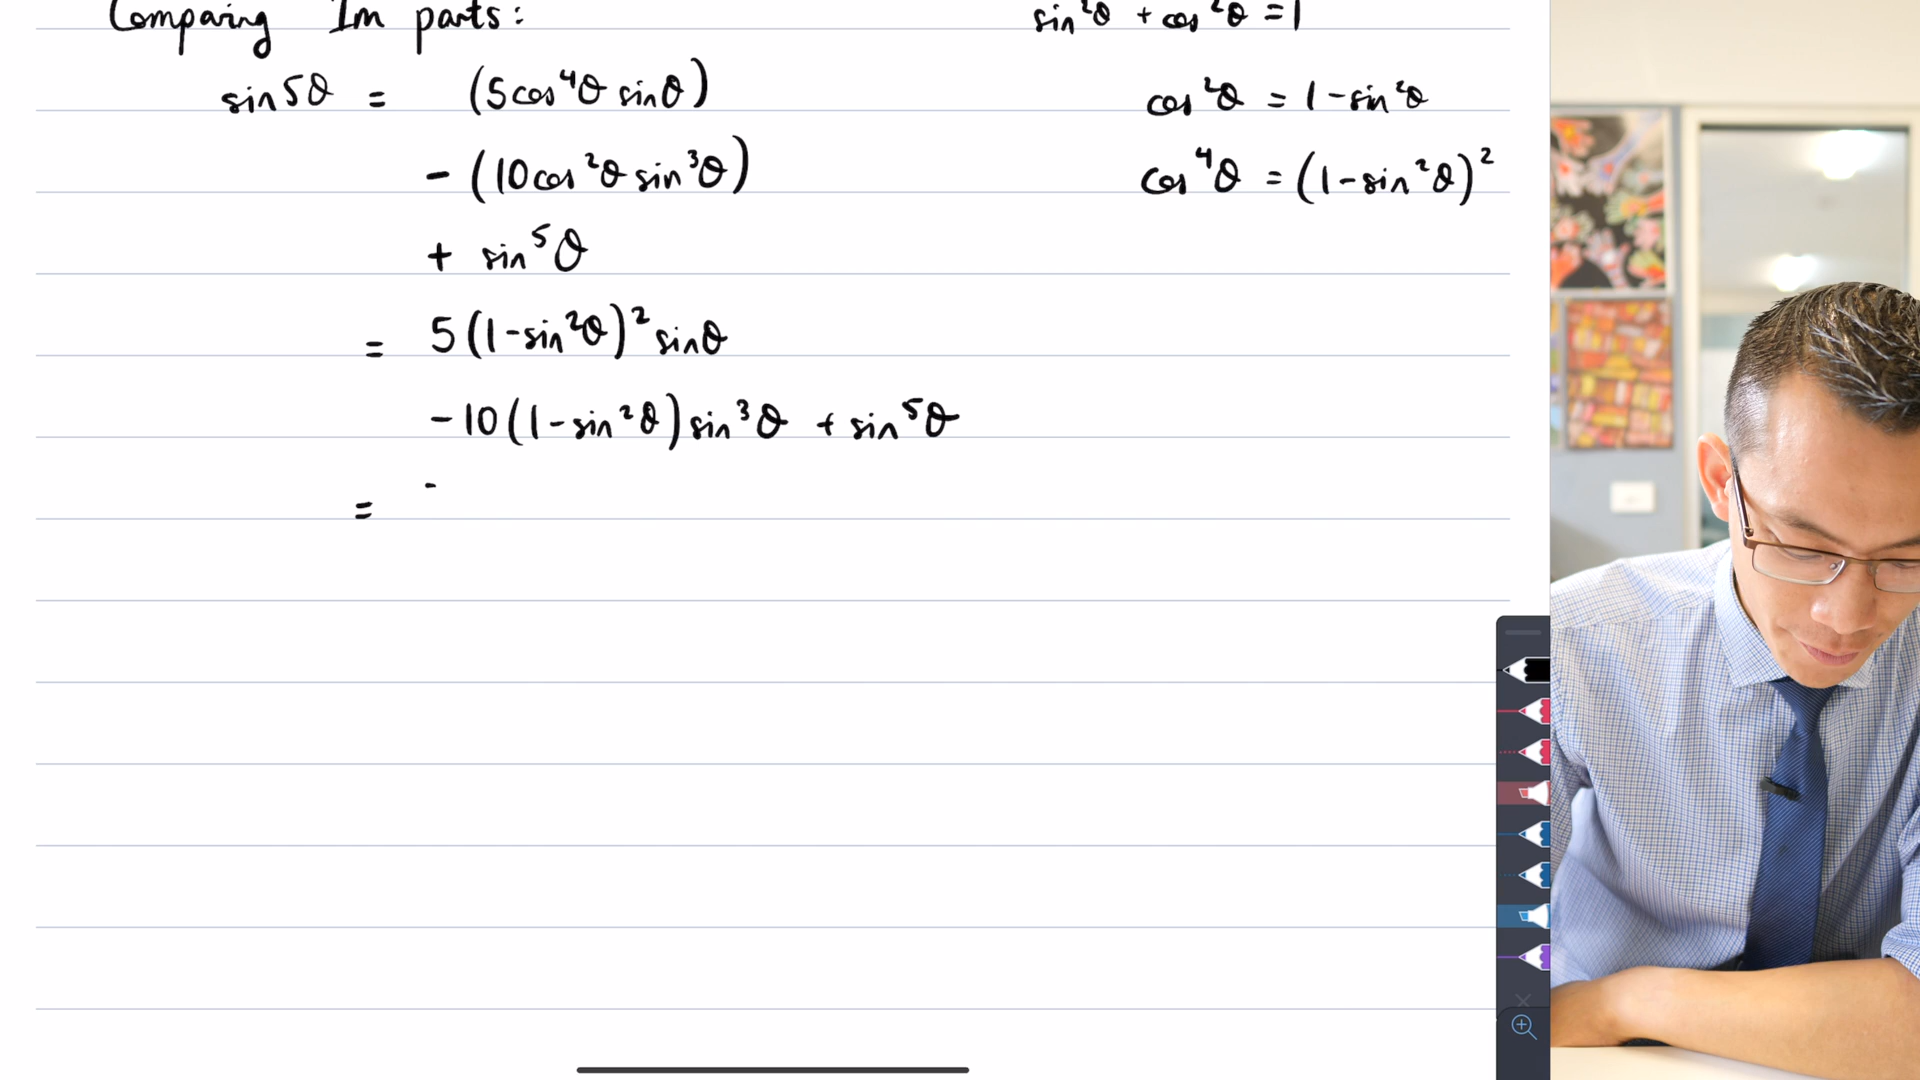 Comparing Im parts:
sin5θ = (5cos⁴θ sinθ)
- (10cos²θ sin³θ)
+ sin⁵θ
= 5(1-sin²θ)² sinθ
-10(1-sin²θ)sin³θ + sin⁵θ
=
sin²θ + cos²θ = 1
cos²θ = 1-sin²θ
cos⁴θ = (1-sin²θ)²